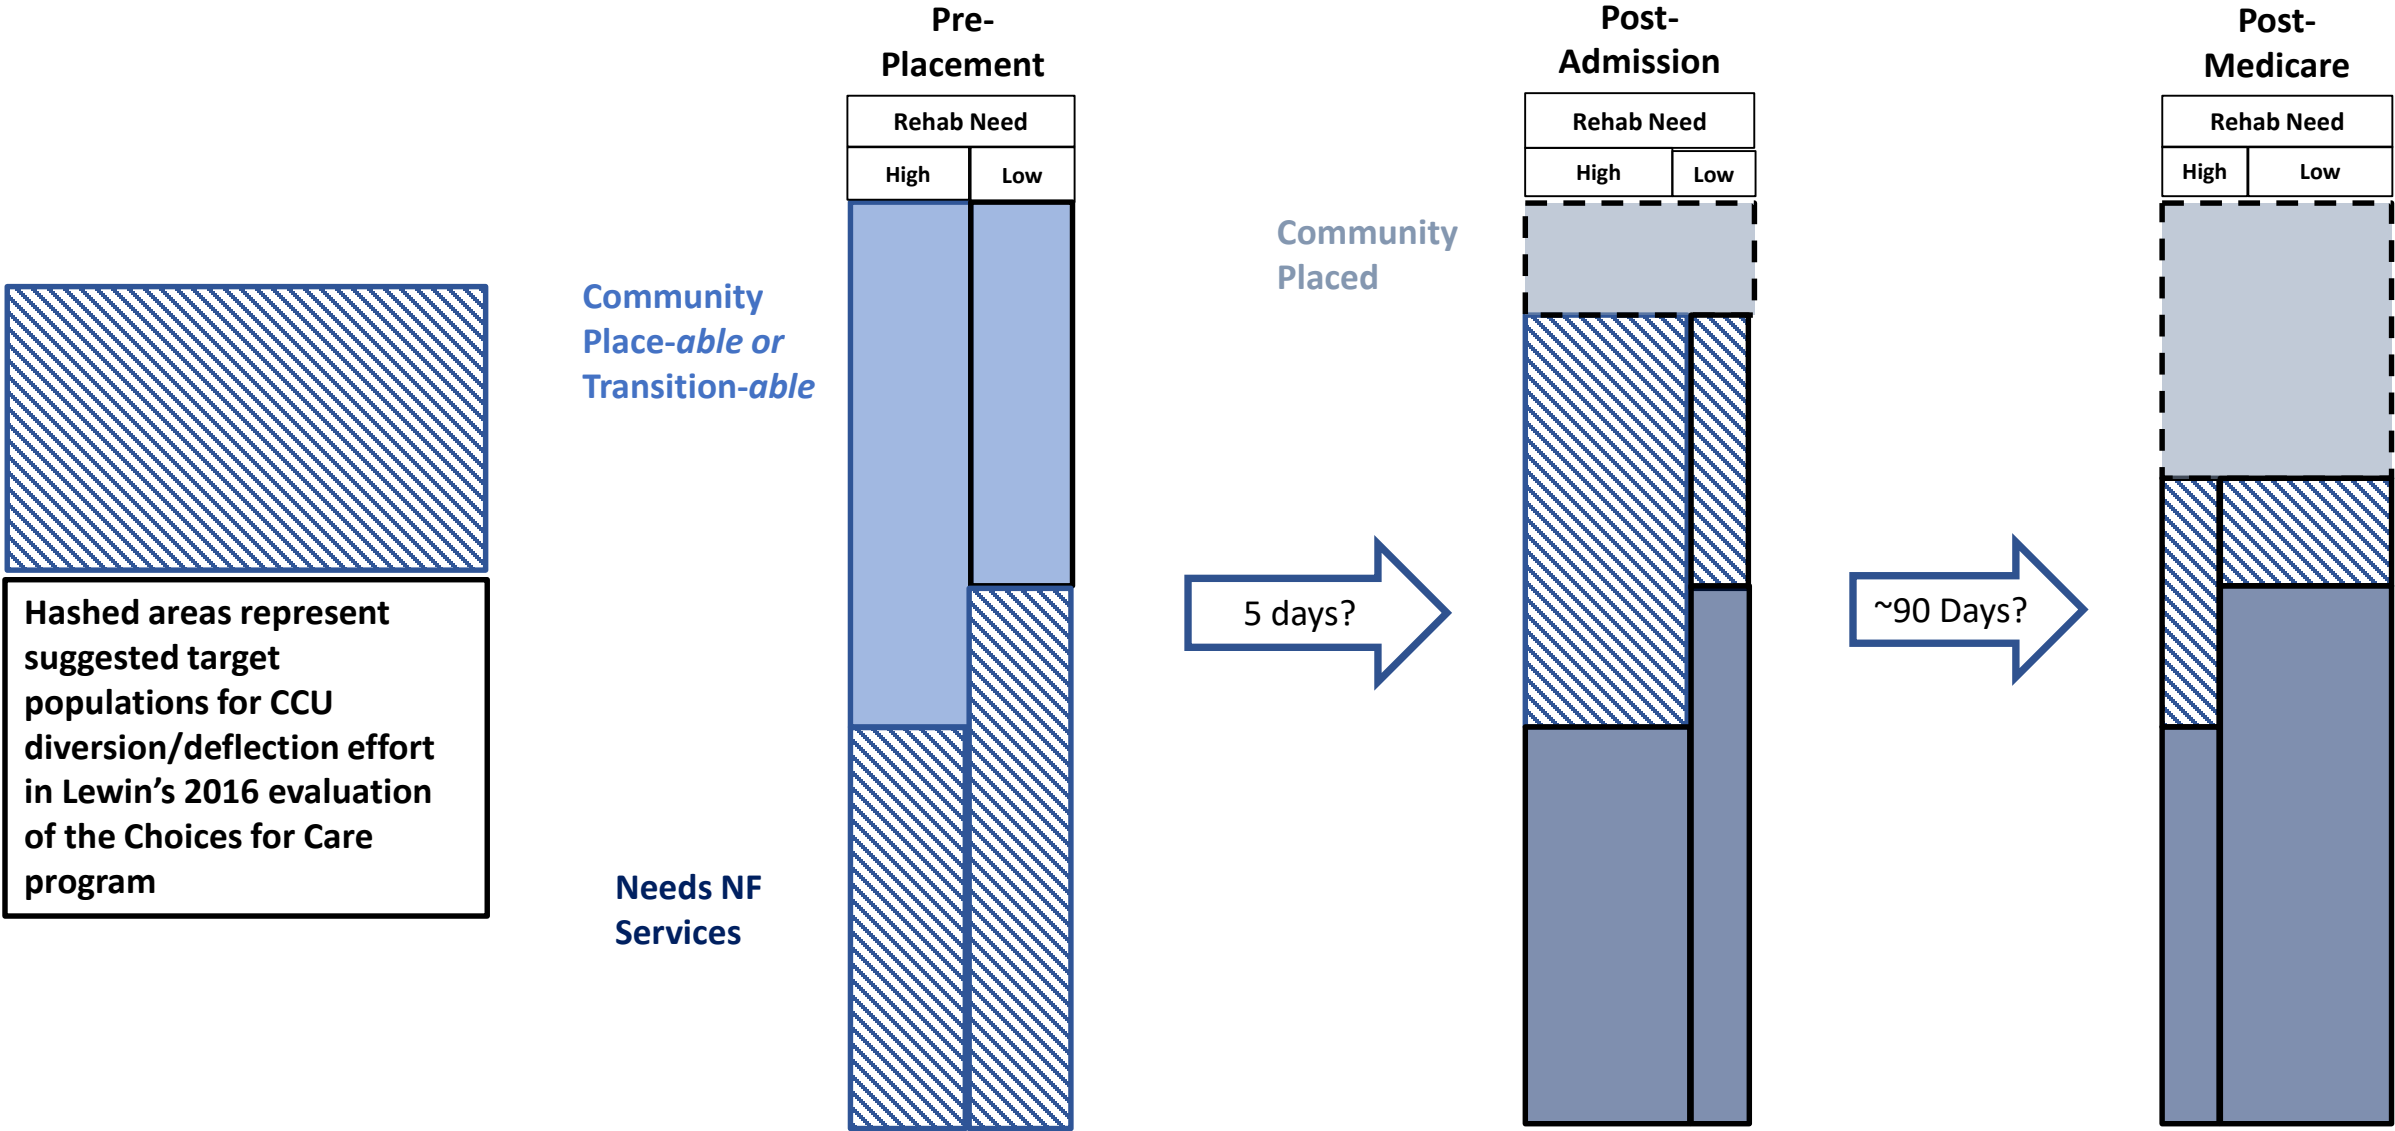 Pre-
Placement
Rehab Need
High
Low
Post-
Admission
Rehab Need
High
Low
Post-
Medicare
Rehab Need
High
Low
Community
Placed
Community
Place-able or
Transition-able
Hashed areas represent
suggested target
populations for CCU
diversion/deflection effort
in Lewin’s 2016 evaluation
of the Choices for Care
program
5 days?
~90 Days?
Needs NF
Services